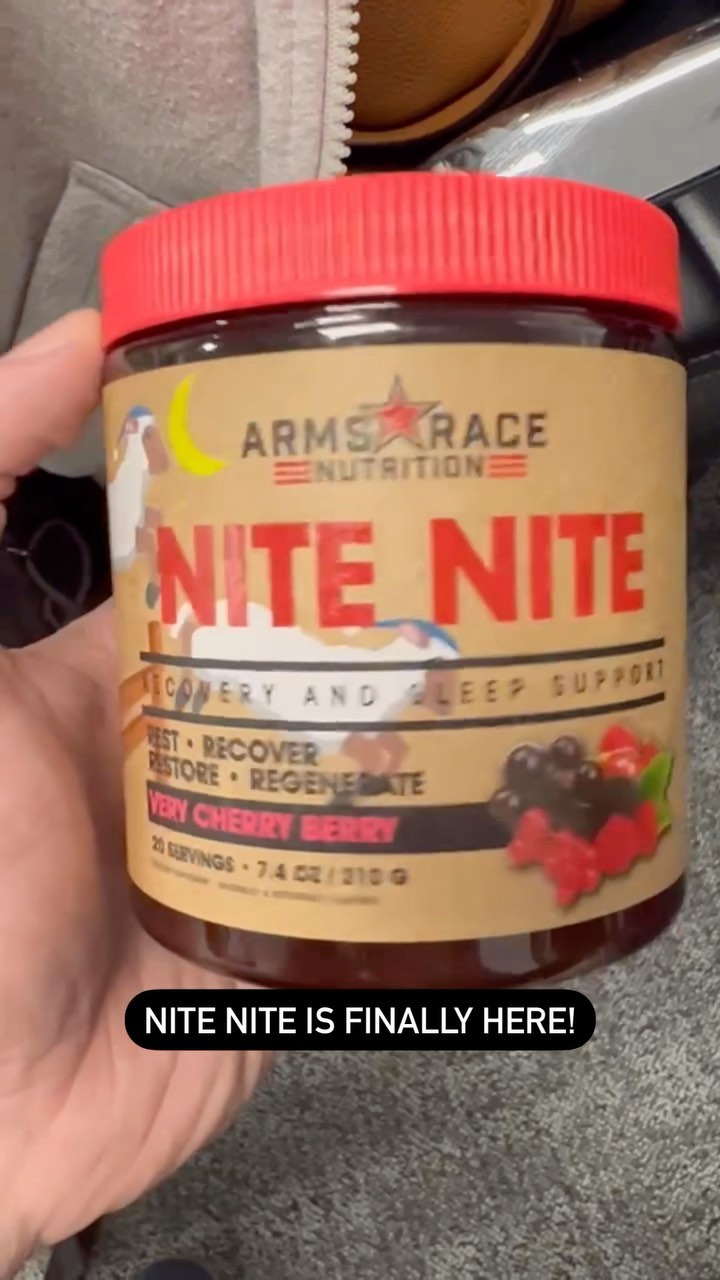 ARMS RACE
NUTRITION
NITE NITE
RECOVERY AND SLEEP SUPPORT
REST • RECOVER
RESTORE • REGENERATE
VERY CHERRY BERRY
20 SERVINGS • 7.4 OZ / 210 G
NITE NITE IS FINALLY HERE!